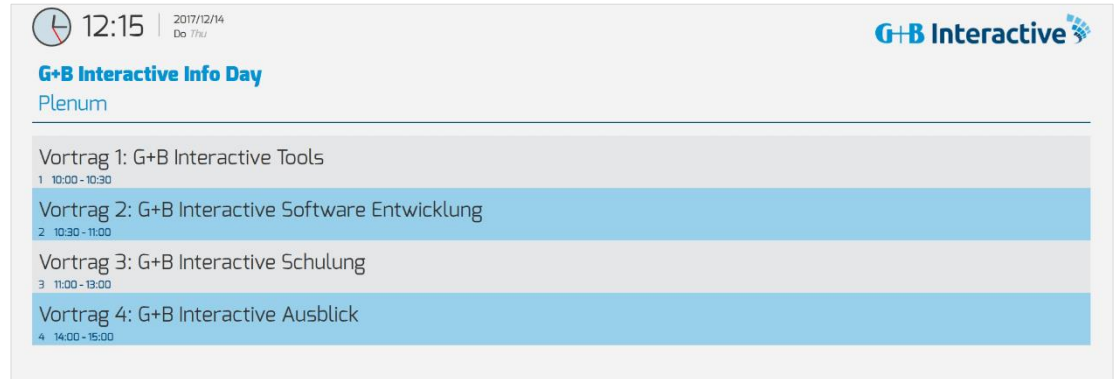 12:15
2017/12/14
Do Thu
G+B Interactive
G+B Interactive Info Day
Plenum
Vortrag 1: G+B Interactive Tools
1 10:00 - 10:30
Vortrag 2: G+B Interactive Software Entwicklung
2 10:30 - 11:00
Vortrag 3: G+B Interactive Schulung
3 11:00 - 13:00
Vortrag 4: G+B Interactive Ausblick
4 14:00 - 15:00